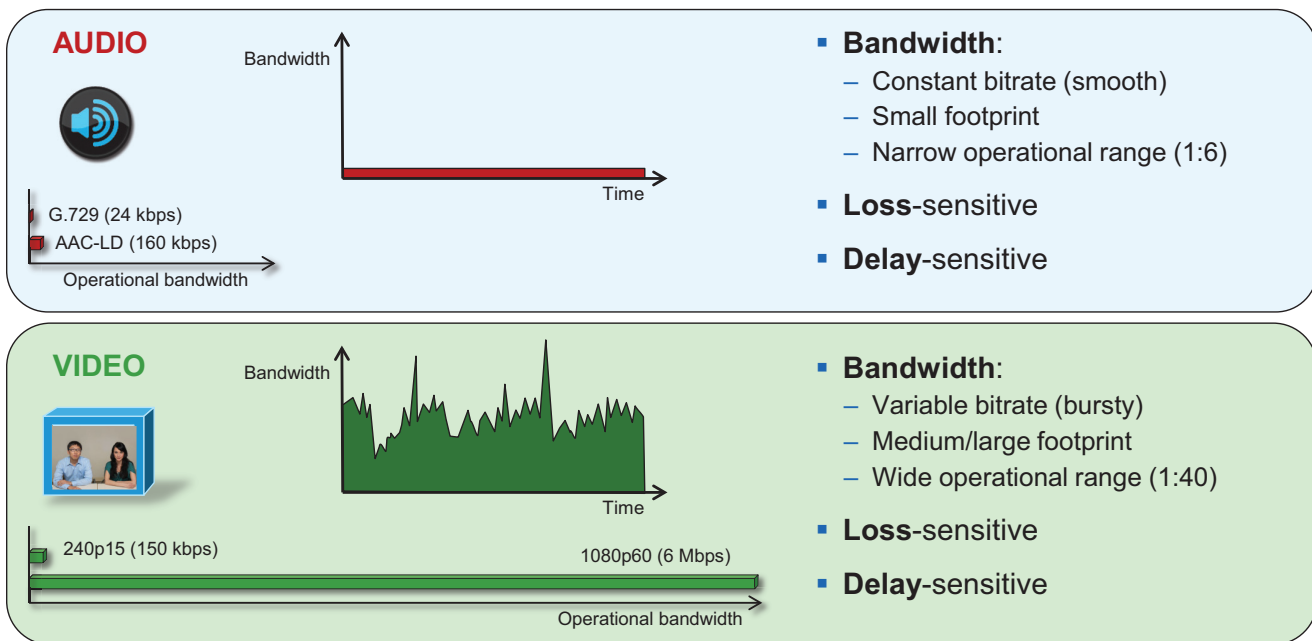 AUDIO
Bandwidth
Time
G.729 (24 kbps)
AAC-LD (160 kbps)
Operational bandwidth
▪ Bandwidth:
– Constant bitrate (smooth)
– Small footprint
– Narrow operational range (1:6)
▪ Loss-sensitive
▪ Delay-sensitive
VIDEO
Bandwidth
Time
240p15 (150 kbps)
1080p60 (6 Mbps)
Operational bandwidth
▪ Bandwidth:
– Variable bitrate (bursty)
– Medium/large footprint
– Wide operational range (1:40)
▪ Loss-sensitive
▪ Delay-sensitive